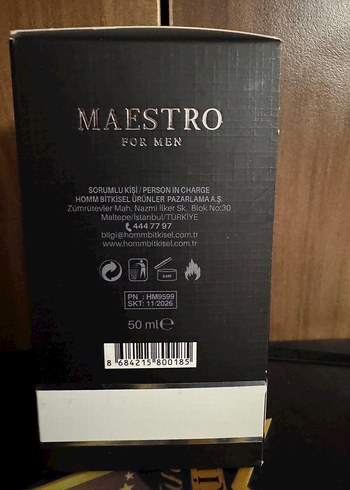 MAESTRO
FOR MEN
SORUMLU KİŞİ / PERSON IN CHARGE
HOMM BİTKİSEL ÜRÜNLER PAZARLAMA A.Ş.
Zümrütevler Mah. Nazmi İlker Sk. Blok No:30
Maltepe/İstanbul/TÜRKİYE
444 77 97
bilgi@hommbitkisel.com.tr
www.hommbitkisel.com.tr
PN : HM9599
SKT: 11/2026
50 ml ℮
8 684215 800185